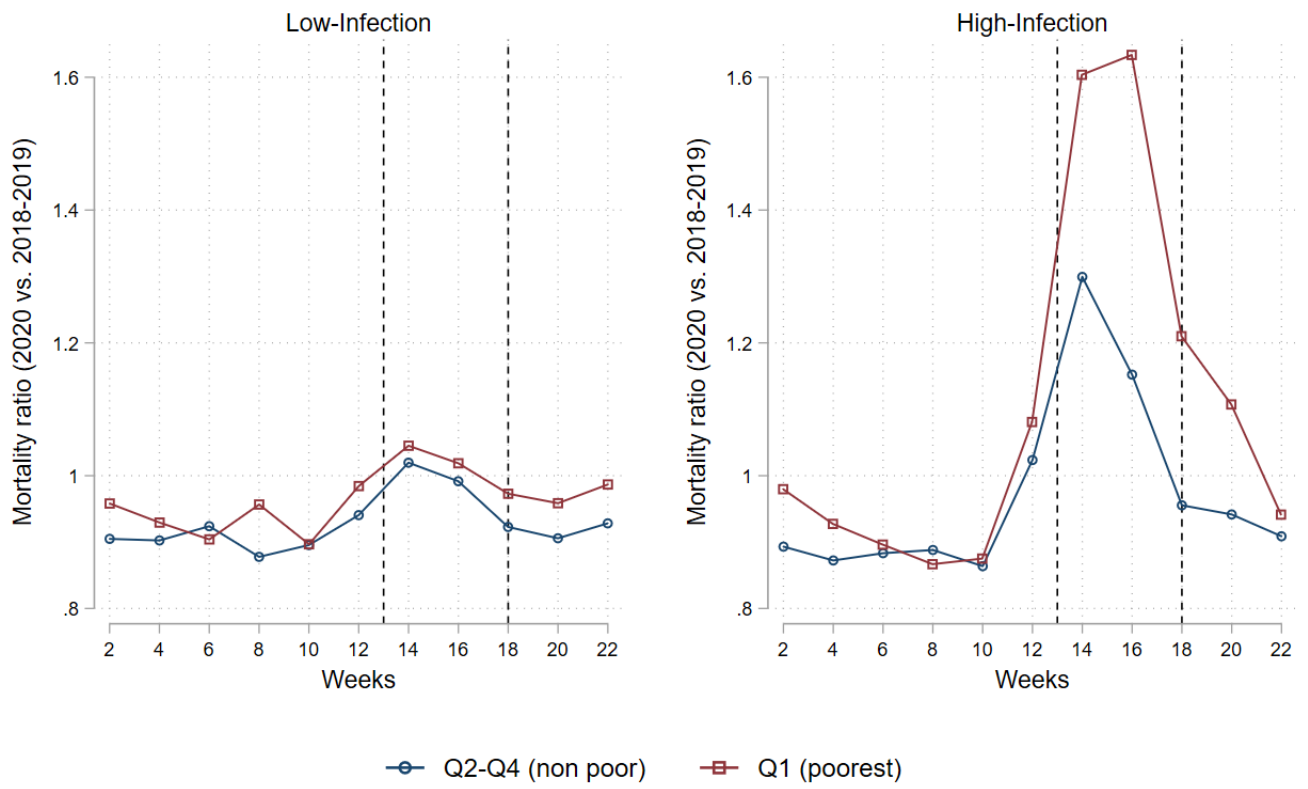 Low-Infection
Mortality ratio (2020 vs. 2018-2019)
1.6
1.4
1.2
1
.8
2 4 6 8 10 12 14 16 18 20 22
Weeks
High-Infection
Mortality ratio (2020 vs. 2018-2019)
1.6
1.4
1.2
1
.8
2 4 6 8 10 12 14 16 18 20 22
Weeks
Q2-Q4 (non poor) Q1 (poorest)